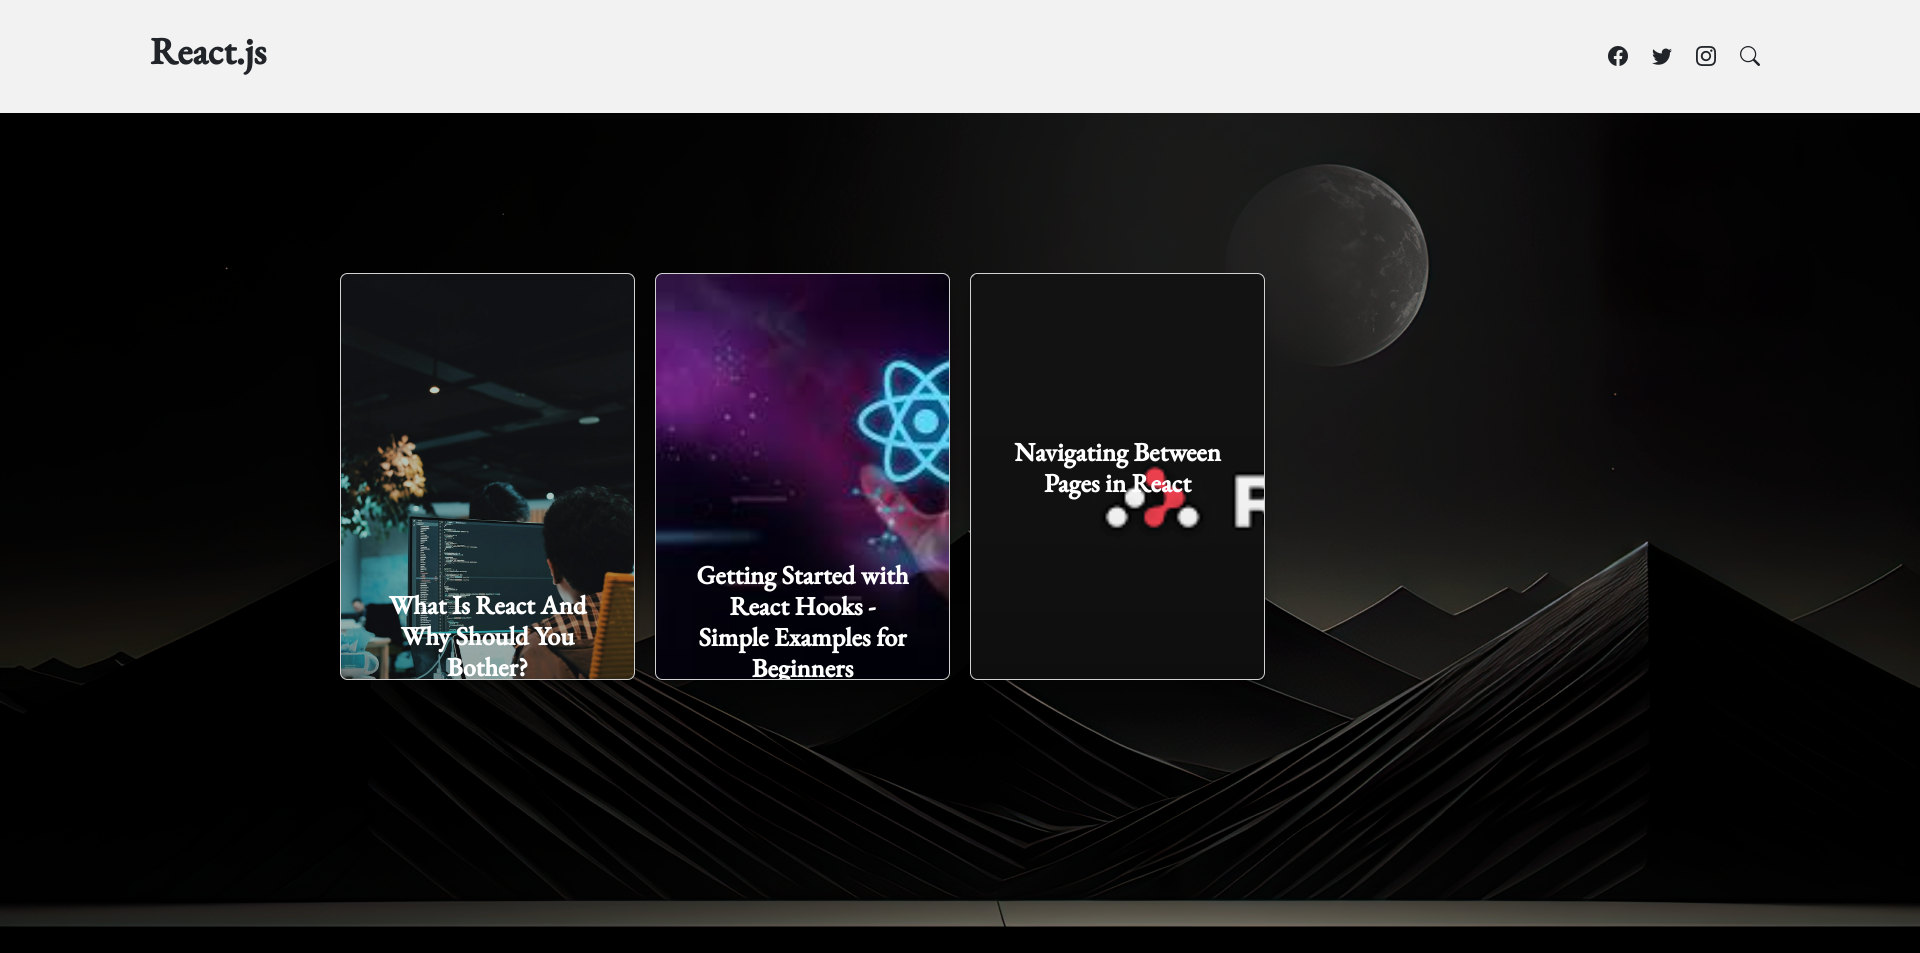 React.js
What Is React And
Why Should You
Bother?
Getting Started with
React Hooks -
Simple Examples for
Beginners
Navigating Between
Pages in React
R